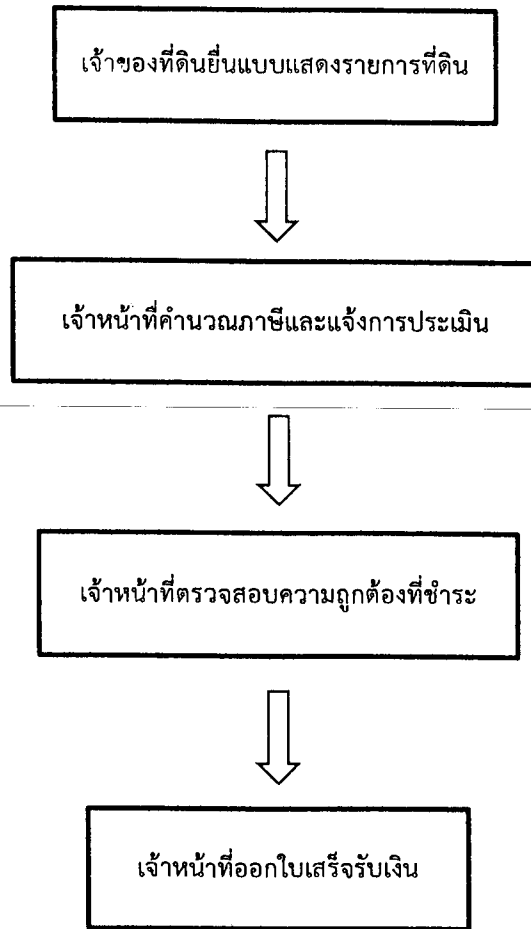 เจ้าของที่ดินยื่นแบบแสดงรายการที่ดิน
เจ้าหน้าที่คำนวณภาษีและแจ้งการประเมิน
เจ้าหน้าที่ตรวจสอบความถูกต้องที่ชำระ
เจ้าหน้าที่ออกใบเสร็จรับเงิน